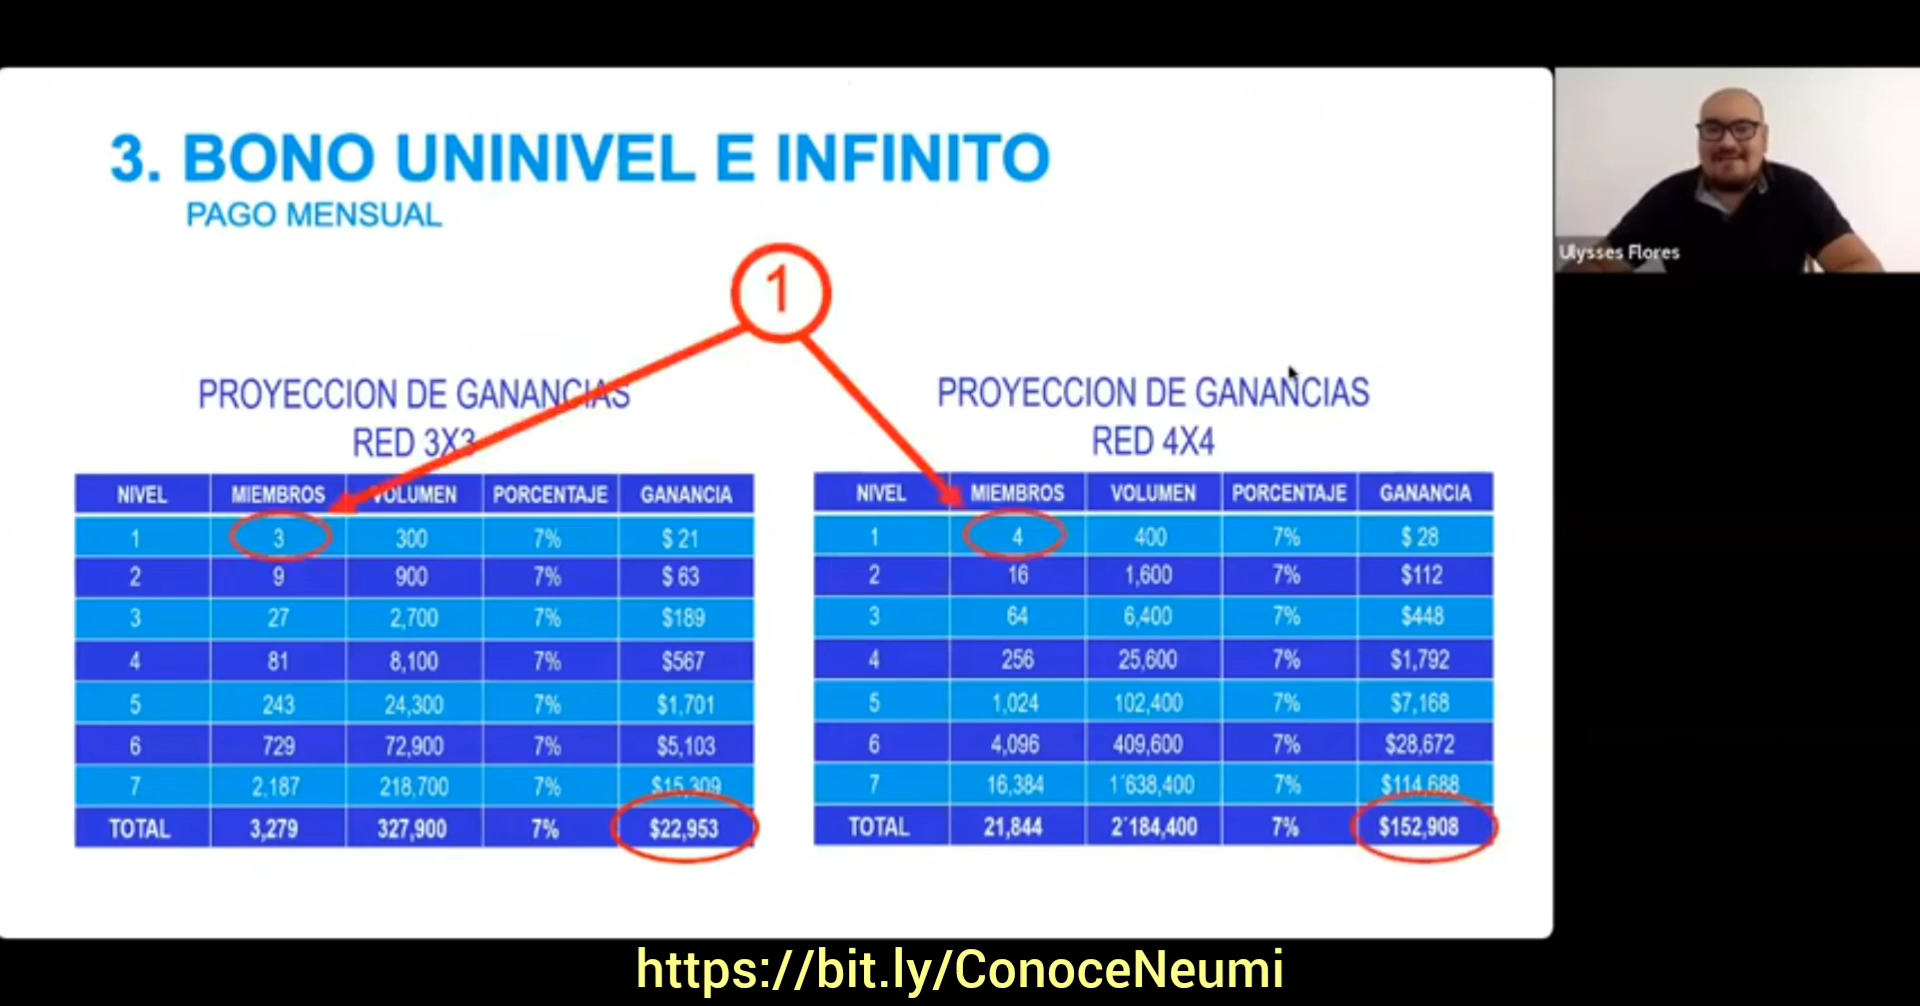 3. BONO UNINIVEL E INFINITO
PAGO MENSUAL
1
PROYECCION DE GANANCIAS
RED 3X3
NIVEL MIEMBROS VOLUMEN PORCENTAJE GANANCIA
1 3 300 7% $ 21
2 9 900 7% $ 63
3 27 2,700 7% $189
4 81 8,100 7% $567
5 243 24,300 7% $1,701
6 729 72,900 7% $5,103
7 2,187 218,700 7% $15,309
TOTAL 3,279 327,900 7% $22,953
PROYECCION DE GANANCIAS
RED 4X4
NIVEL MIEMBROS VOLUMEN PORCENTAJE GANANCIA
1 4 400 7% $ 28
2 16 1,600 7% $112
3 64 6,400 7% $448
4 256 25,600 7% $1,792
5 1,024 102,400 7% $7,168
6 4,096 409,600 7% $28,672
7 16,384 1´638,400 7% $114,688
TOTAL 21,844 2´184,400 7% $152,908
Ulysses Flores
https://bit.ly/ConoceNeumi